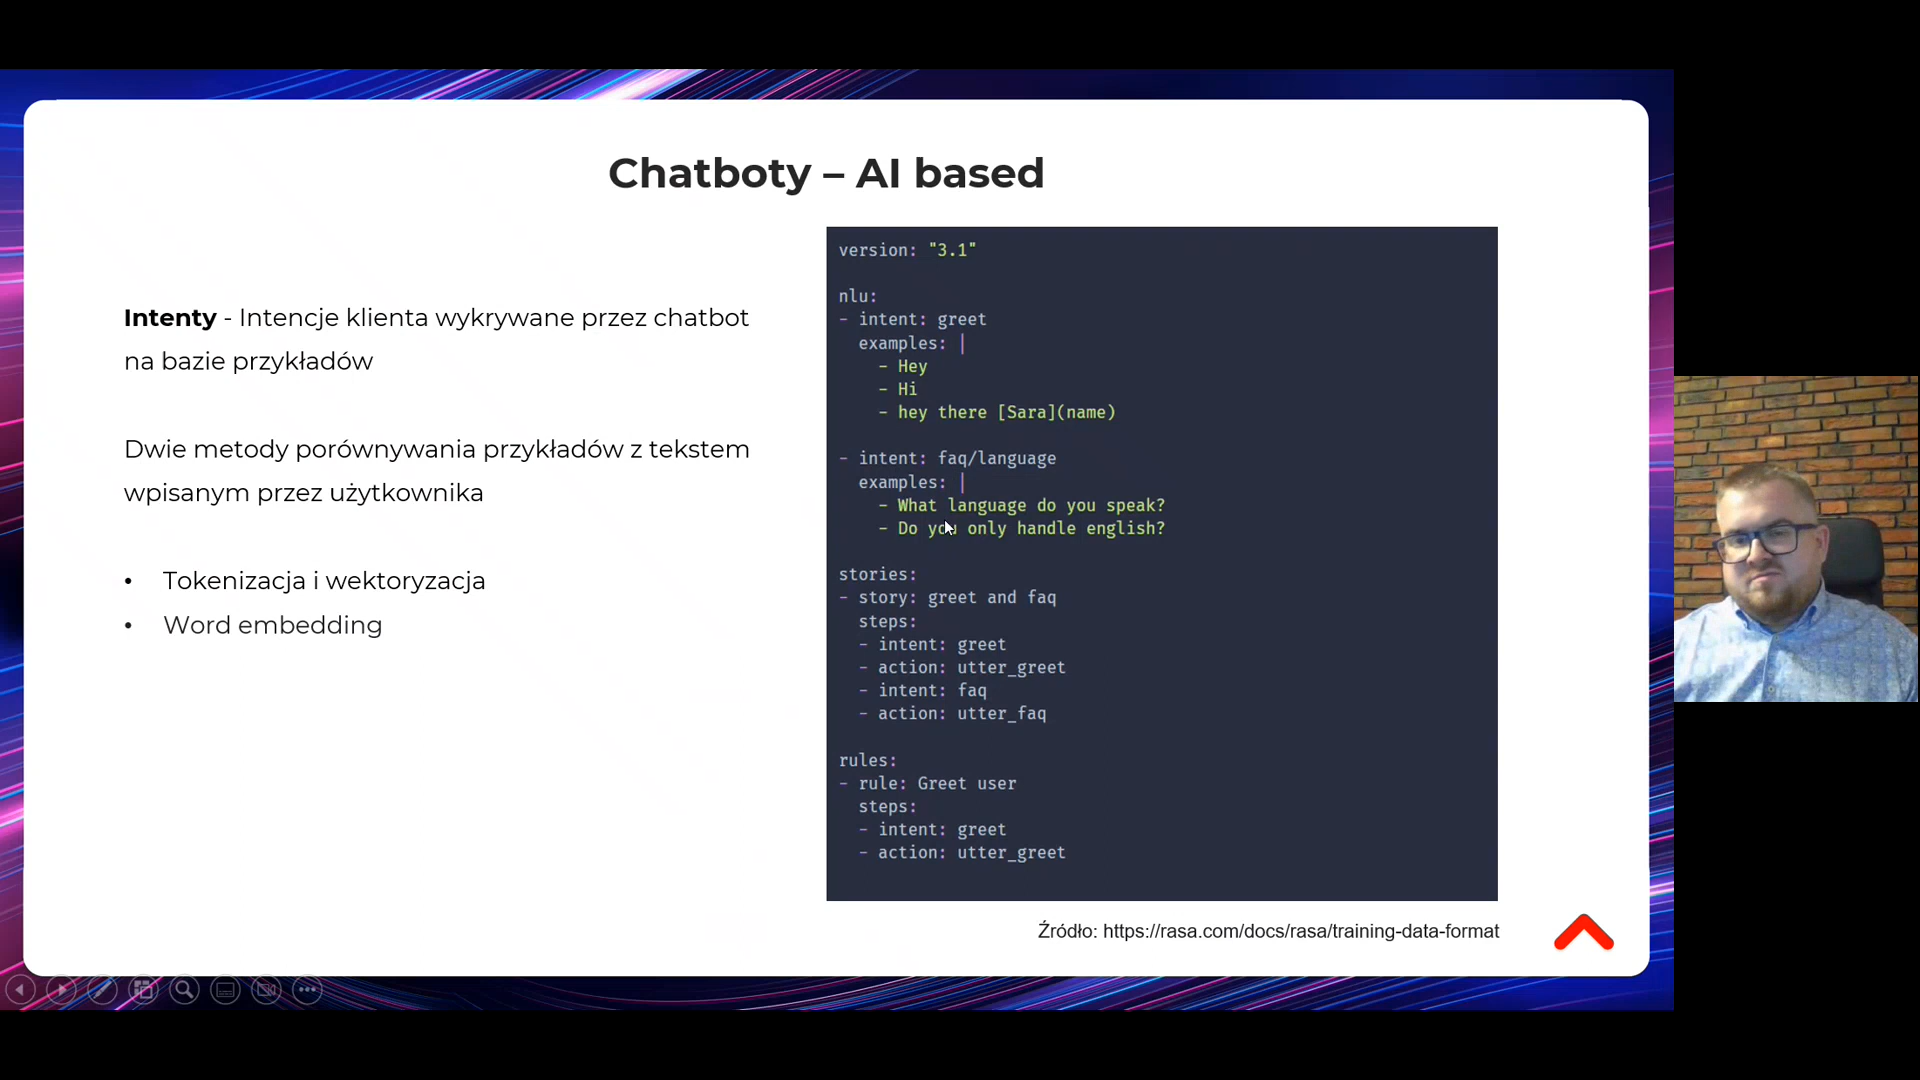 Chatboty – AI based
Intenty - Intencje klienta wykrywane przez chatbot
na bazie przykładów
Dwie metody porównywania przykładów z tekstem
wpisanym przez użytkownika
• Tokenizacja i wektoryzacja
• Word embedding
version: "3.1"
nlu:
- intent: greet
  examples: |
    - Hey
    - Hi
    - hey there [Sara](name)
- intent: faq/language
  examples: |
    - What language do you speak?
    - Do you only handle english?
stories:
- story: greet and faq
  steps:
  - intent: greet
  - action: utter_greet
  - intent: faq
  - action: utter_faq
rules:
- rule: Greet user
  steps:
  - intent: greet
  - action: utter_greet
Źródło: https://rasa.com/docs/rasa/training-data-format